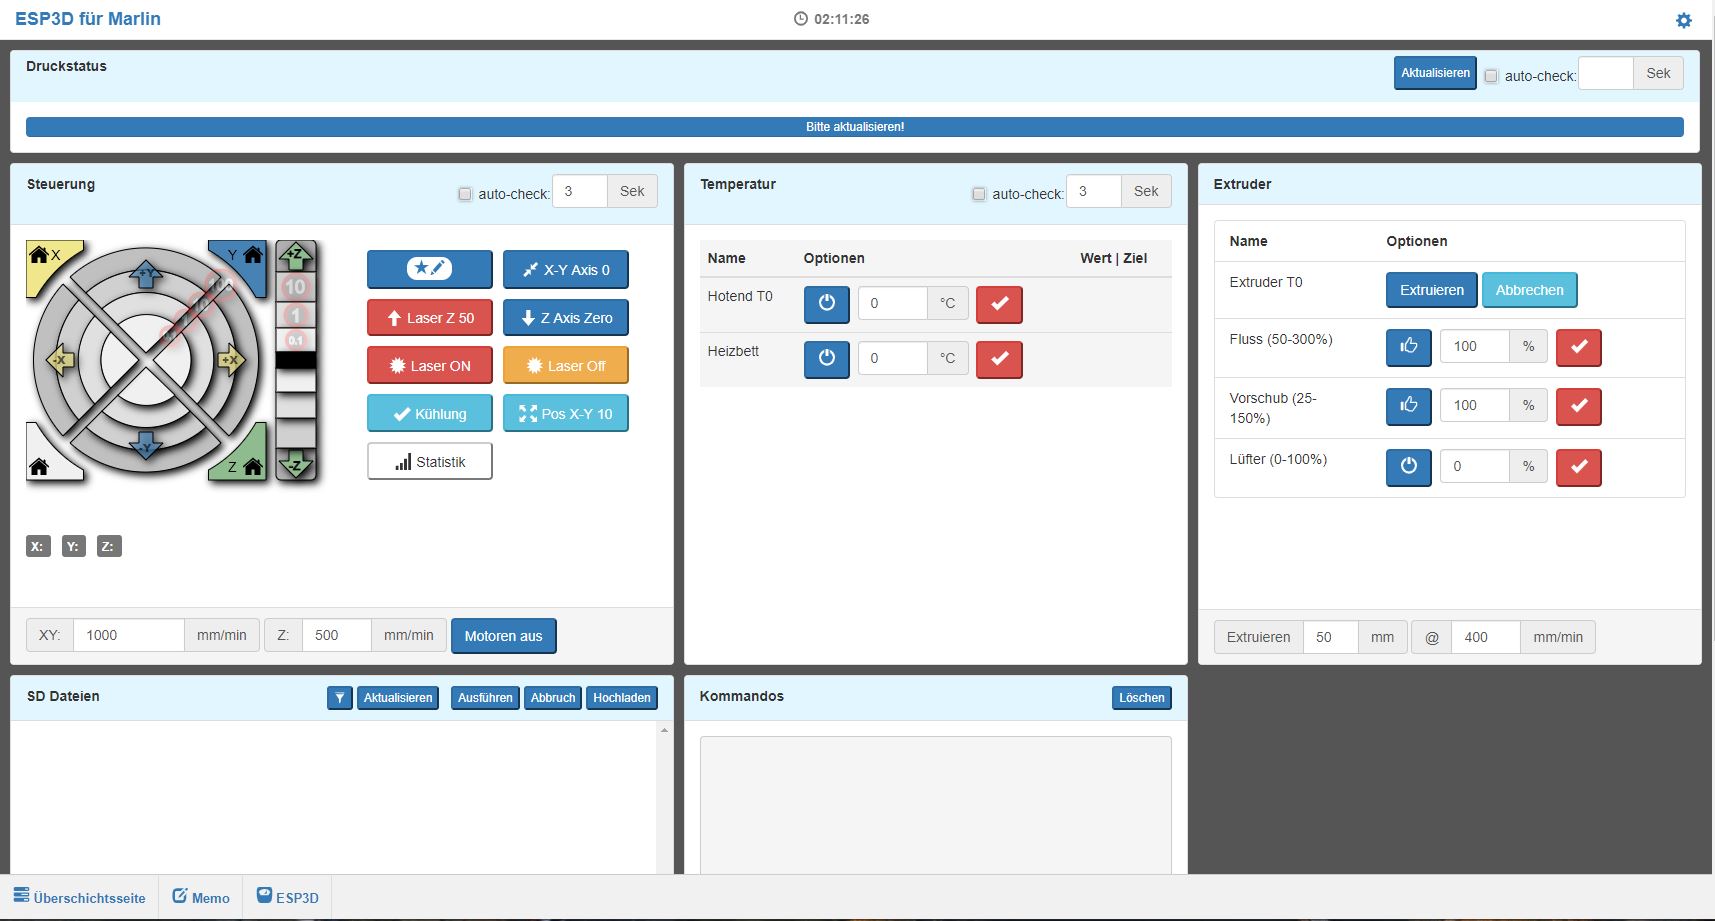 ESP3D für Marlin
02:11:26
Druckstatus
Aktualisieren auto-check: Sek
Bitte aktualisieren!
Steuerung
auto-check: 3 Sek
X
Y
+Y
-X
+X
-Y
Z
100
10
+Z
10
1
0.1
-Z
X-Y Axis 0
Laser Z 50
Z Axis Zero
Laser ON
Laser Off
Kühlung
Pos X-Y 10
Statistik
X: Y: Z:
XY: 1000 mm/min Z: 500 mm/min Motoren aus
Temperatur
auto-check: 3 Sek
Name Optionen Wert | Ziel
Hotend T0 0 °C
Heizbett 0 °C
Extruder
Name Optionen
Extruder T0 Extruieren Abbrechen
Fluss (50-300%) 100 %
Vorschub (25-
150%) 100 %
Lüfter (0-100%) 0 %
Extruieren 50 mm @ 400 mm/min
SD Dateien Aktualisieren Ausführen Abbruch Hochladen
Kommandos Löschen
Überschichtsseite Memo ESP3D